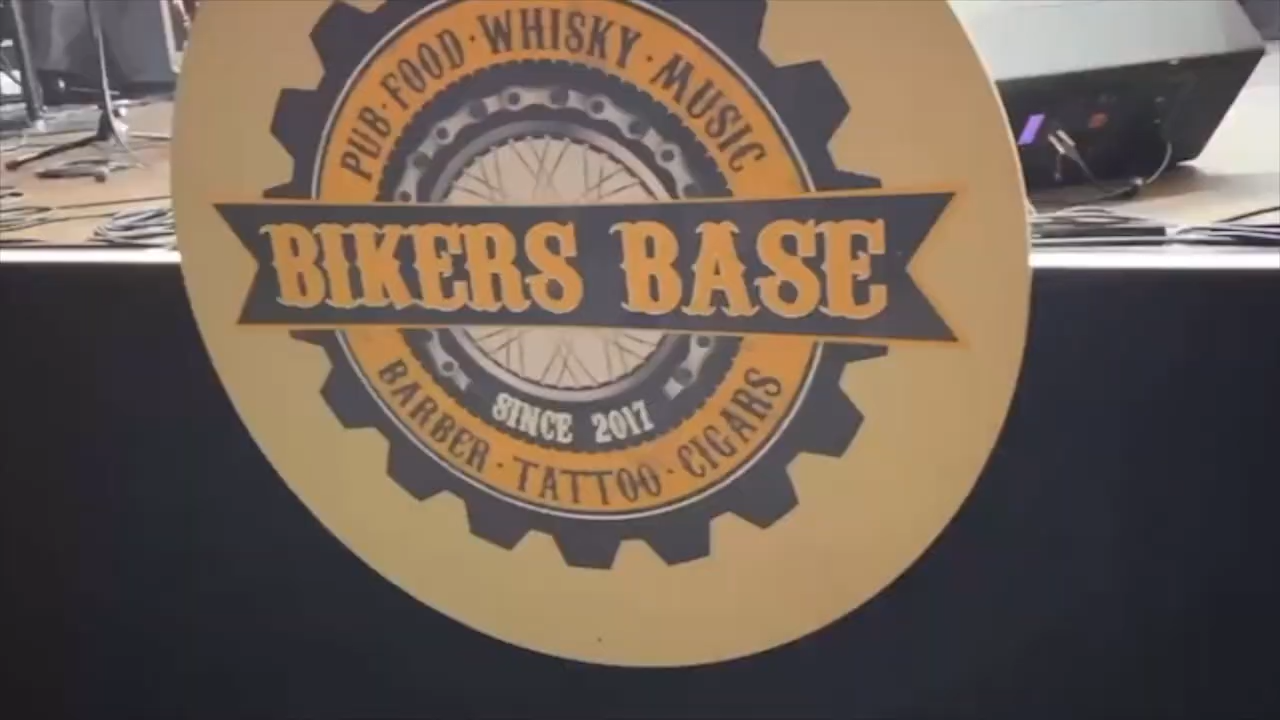 PUB · FOOD · WHISKY · MUSIC
BIKERS BASE
SINCE 2017
BARBER · TATTOO · CIGARS